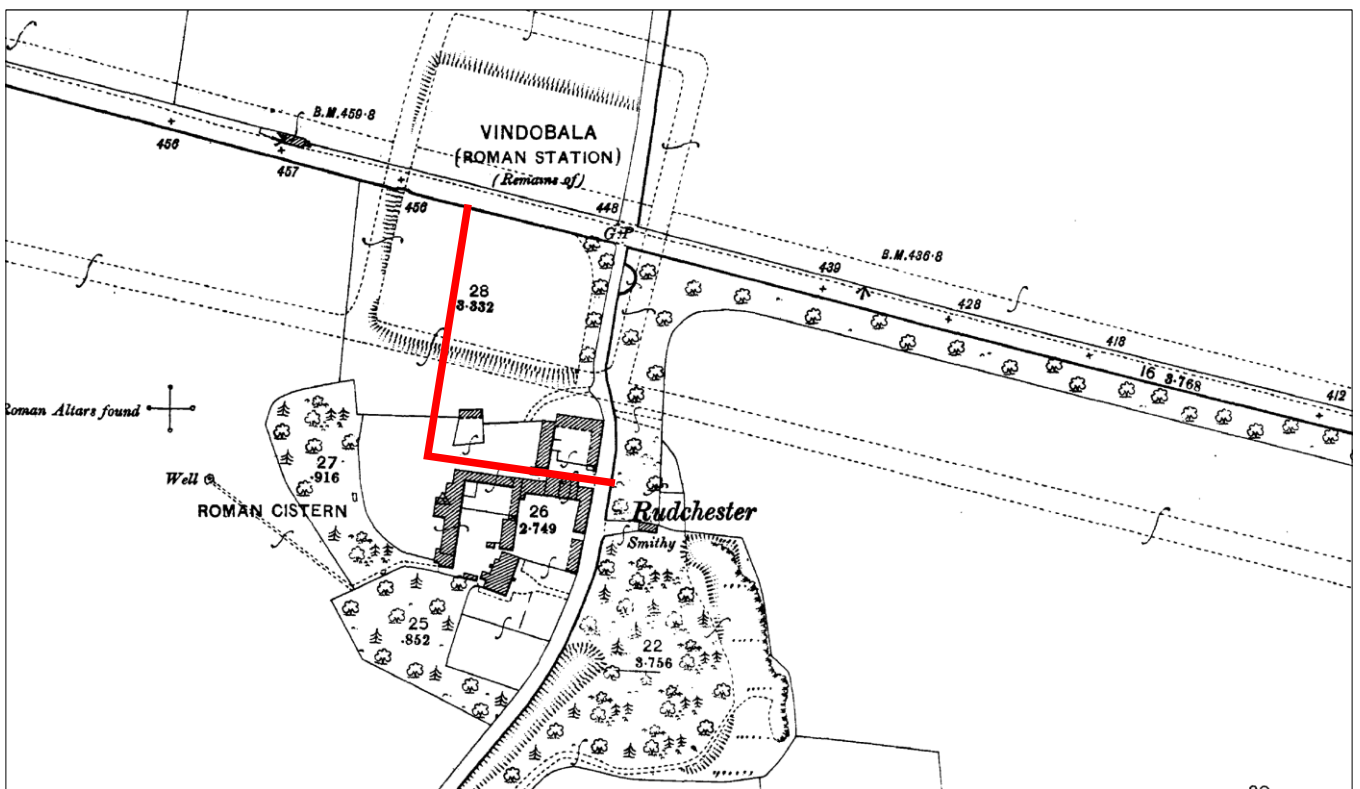 B.M.459·8
VINDOBALA
(ROMAN STATION)
(Remains of)
456
457
456
448
G.P
B.M.436·8
439
428
418
412
16 3·768
28
3·332
Roman Altars found
27
·916
Well
ROMAN CISTERN
26
2·749
Rudchester
Smithy
25
·852
22
3·756